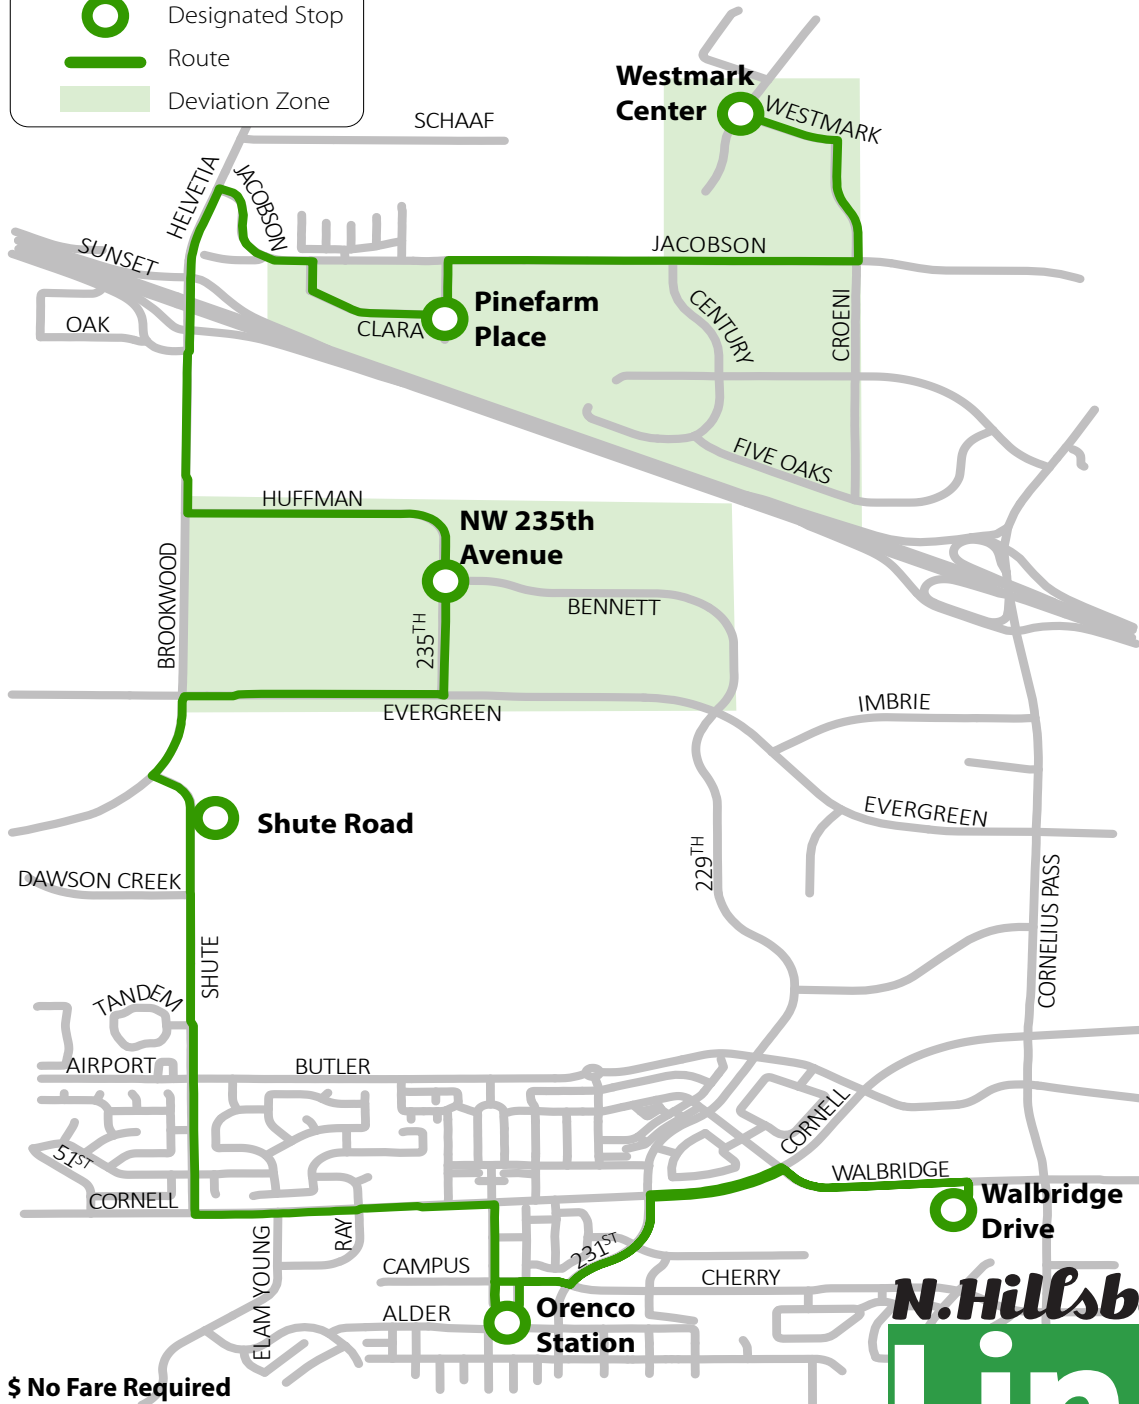 Designated Stop
Route
Deviation Zone
SCHAAF
Westmark
Center
WESTMARK
HELVETIA
JACOBSON
SUNSET
JACOBSON
OAK
CLARA
Pinefarm
Place
CENTURY
CROENI
FIVE OAKS
HUFFMAN
NW 235th
Avenue
BROOKWOOD
235TH
BENNETT
EVERGREEN
IMBRIE
Shute Road
EVERGREEN
229TH
DAWSON CREEK
CORNELIUS PASS
SHUTE
TANDEM
AIRPORT
BUTLER
51ST
CORNELL
CORNELL
WALBRIDGE
Walbridge
Drive
ELAM YOUNG
RAY
231ST
CAMPUS
CHERRY
ALDER
Orenco
Station
N.Hillsb
Lin
$ No Fare Required